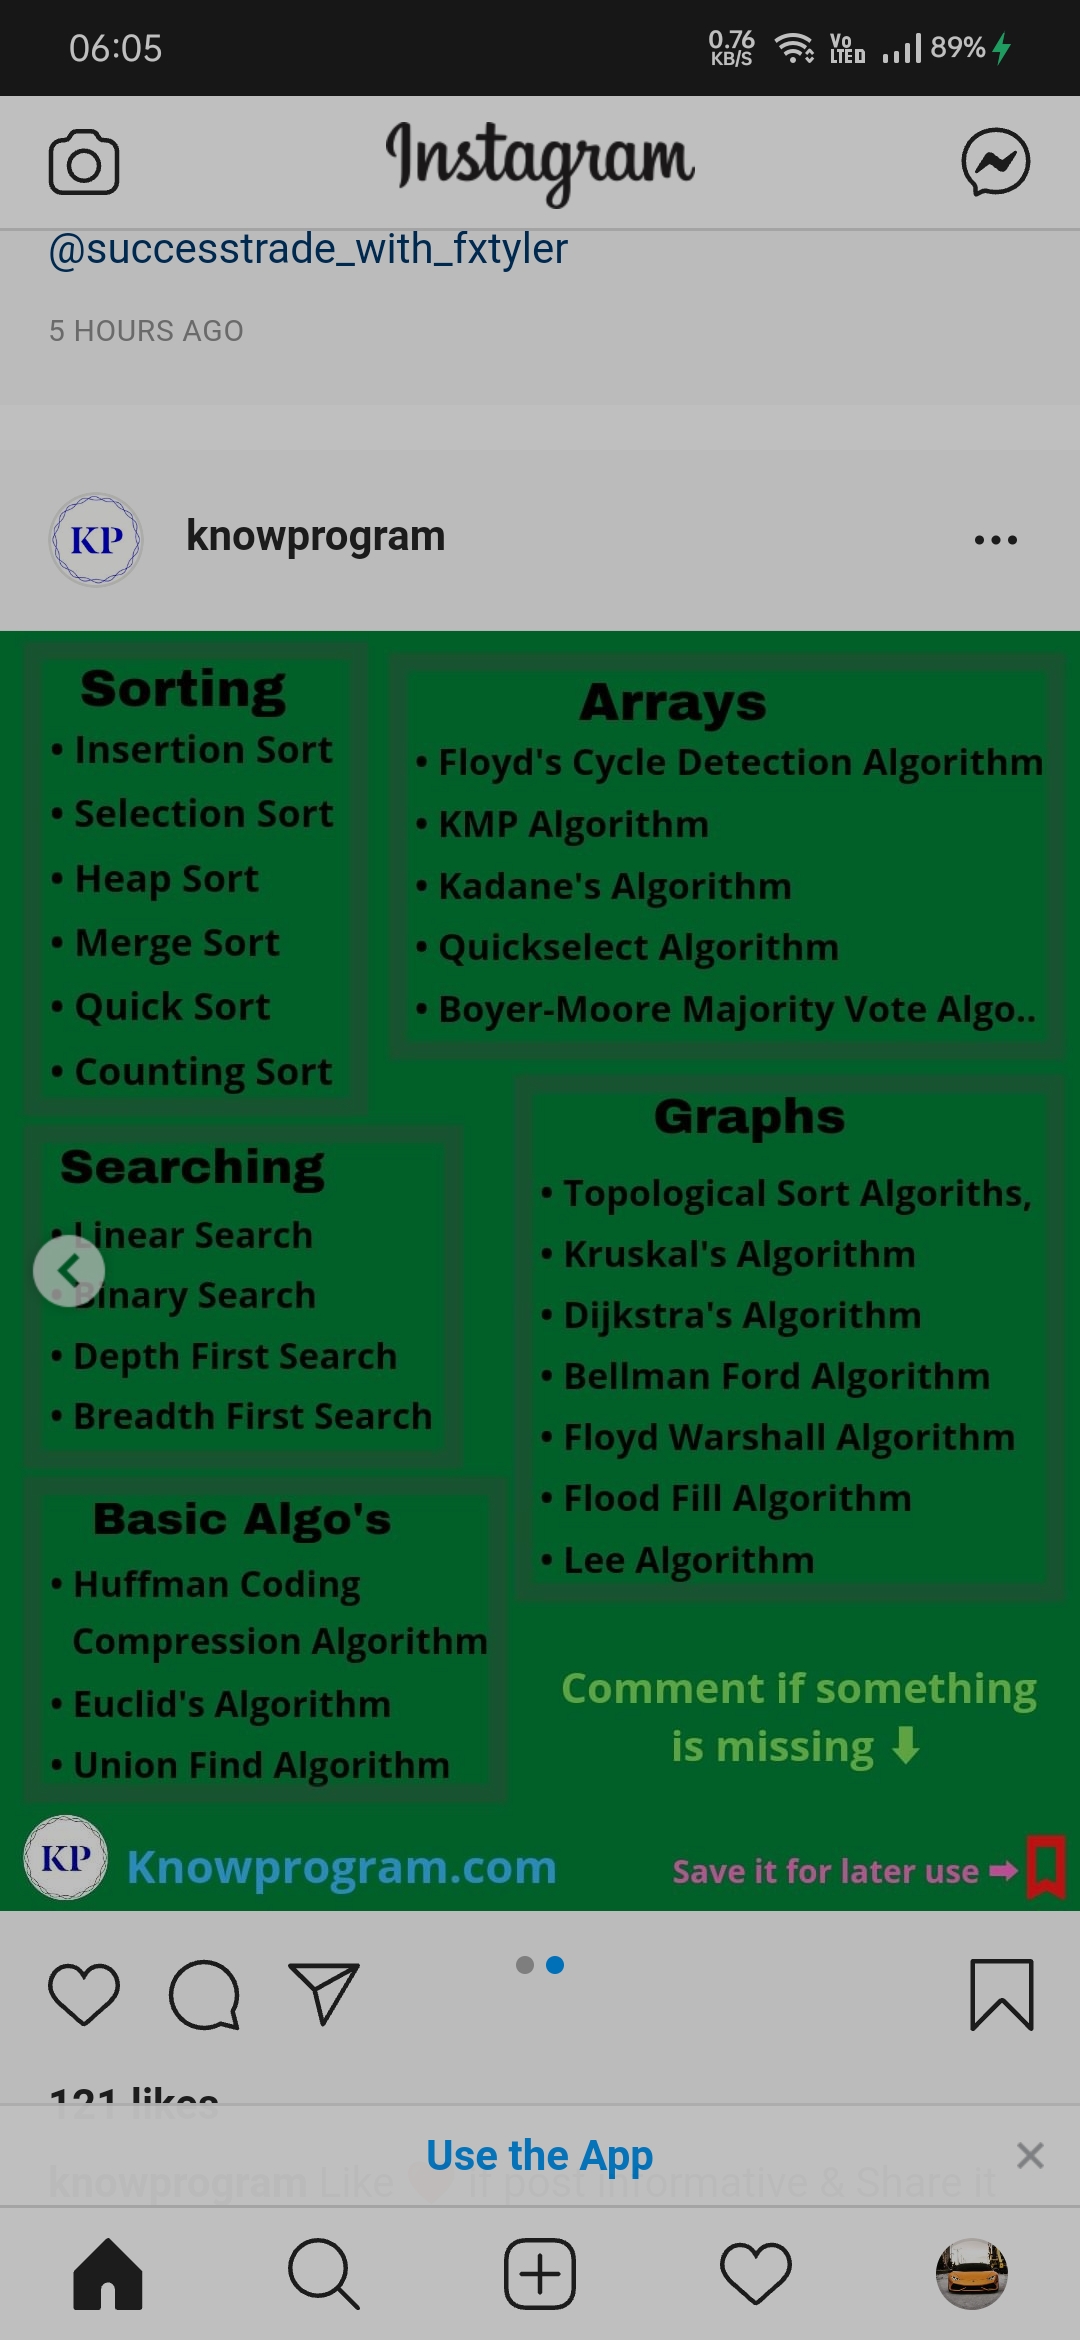 06:05
0.76
KB/S
Vo
LTE
89%
Instagram
@successtrade_with_fxtyler
5 HOURS AGO
KP
knowprogram
Sorting
• Insertion Sort
• Selection Sort
• Heap Sort
• Merge Sort
• Quick Sort
• Counting Sort
Arrays
• Floyd's Cycle Detection Algorithm
• KMP Algorithm
• Kadane's Algorithm
• Quickselect Algorithm
• Boyer-Moore Majority Vote Algo..
Searching
• Linear Search
• Binary Search
• Depth First Search
• Breadth First Search
Graphs
• Topological Sort Algoriths,
• Kruskal's Algorithm
• Dijkstra's Algorithm
• Bellman Ford Algorithm
• Floyd Warshall Algorithm
• Flood Fill Algorithm
• Lee Algorithm
Basic Algo's
• Huffman Coding
Compression Algorithm
• Euclid's Algorithm
• Union Find Algorithm
Comment if something
is missing ⬇
KP
Knowprogram.com
Save it for later use ➡
121 likes
Use the App
knowprogram Like ❤ if post informative & Share it